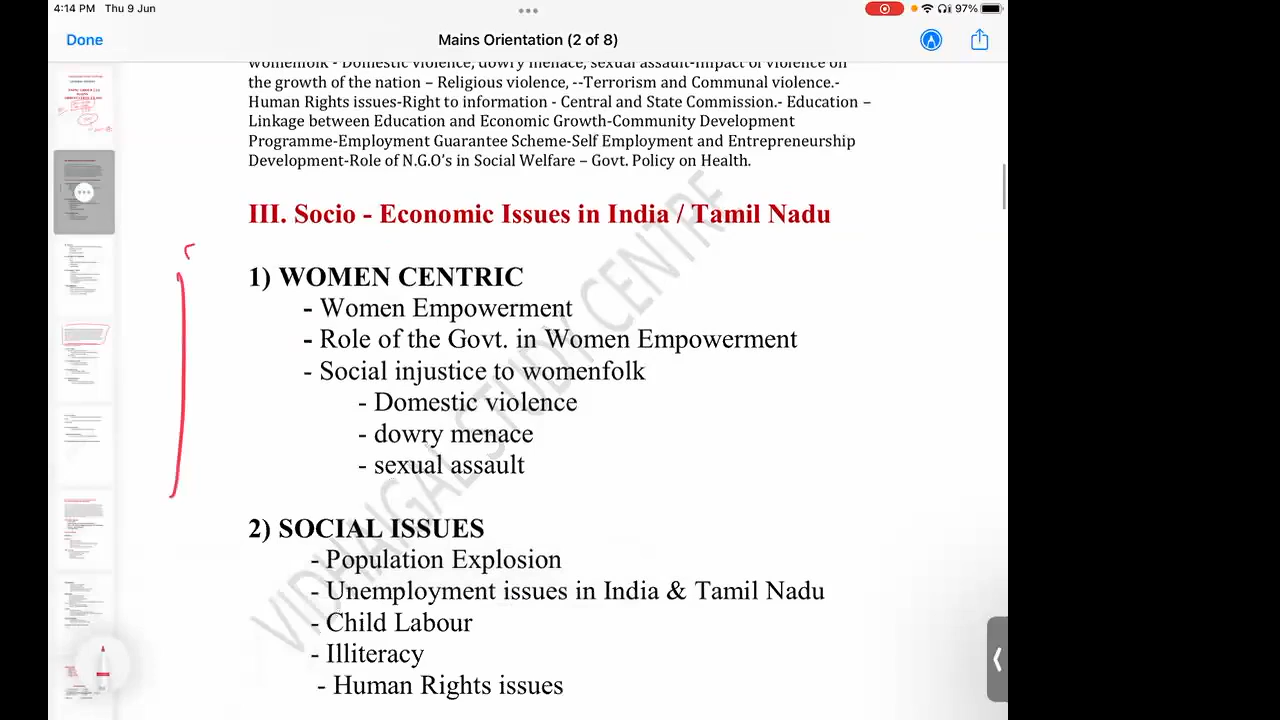 4:14 PM Thu 9 Jun
97%
Done
Mains Orientation (2 of 8)
womenfolk - Domestic violence, dowry menace, sexual assault-Impact of violence on
the growth of the nation – Religious violence, --Terrorism and Communal violence.-
Human Rightsissues-Right to information - Central and State Commission.- Education –
Linkage betwen Education and Economic Growth-Community Development
Programme-Employment Guarantee Scheme-Self Employment and Entrepreneurship
Development-Role of N.G.O's in Social Welfare – Govt. Policy on Health.
III. Socio - Economic Issues in India / Tamil Nadu
1) WOMEN CENTRIC
- Women Empowerment
- Role of the Govt. in Women Empowerment
- Social injustice to womenfolk
- Domestic violence
- dowry menace
- sexual assault
2) SOCIAL ISSUES
- Population Explosion
- Unemployment issues in India & Tamil Nadu
- Child Labour
- Illiteracy
- Human Rights issues
STUDY CENTRE